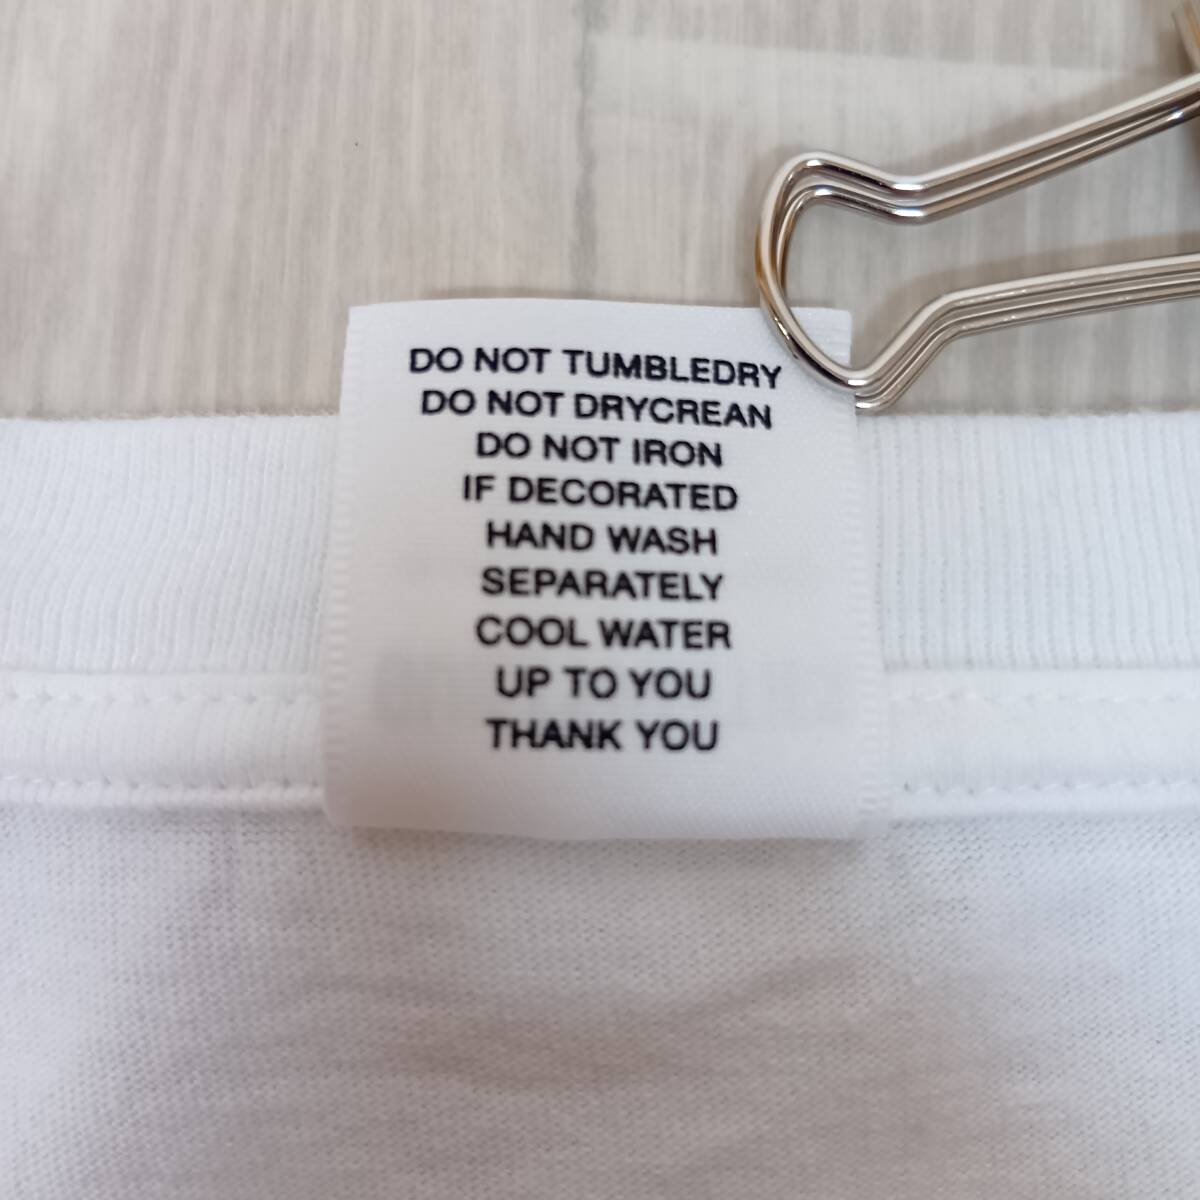 DO NOT TUMBLEDRY
DO NOT DRYCREAN
DO NOT IRON
IF DECORATED
HAND WASH
SEPARATELY
COOL WATER
UP TO YOU
THANK YOU